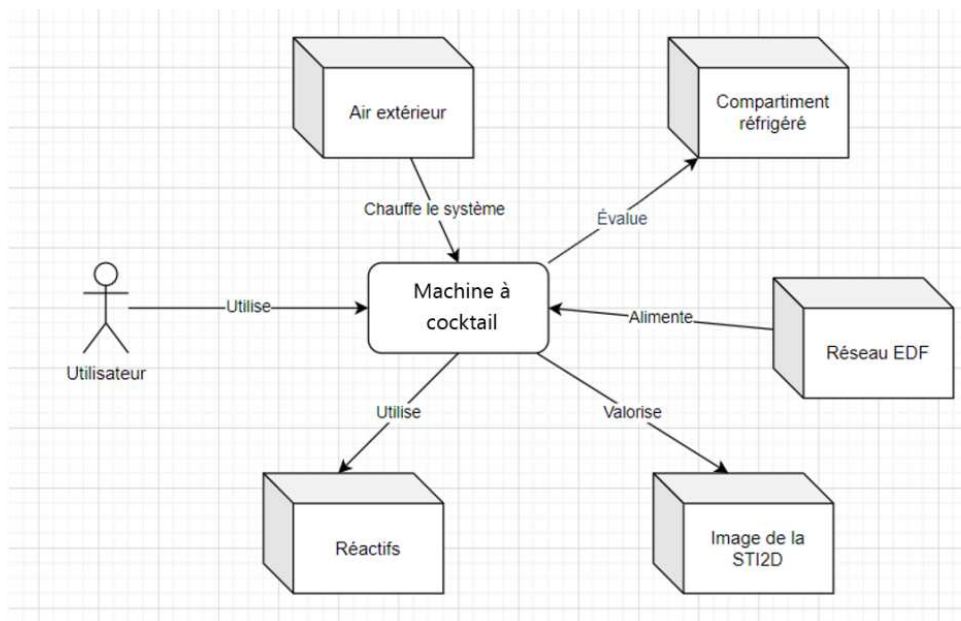 Air extérieur
Compartiment
réfrigéré
Chauffe le système
Évalue
Machine à
cocktail
Utilise
Alimente
Utilisateur
Réseau EDF
Utilise
Valorise
Réactifs
Image de la
STI2D